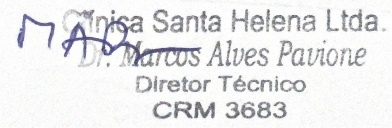 Clínica Santa Helena Ltda.
Dr. Marcos Alves Pavione
Diretor Técnico
CRM 3683